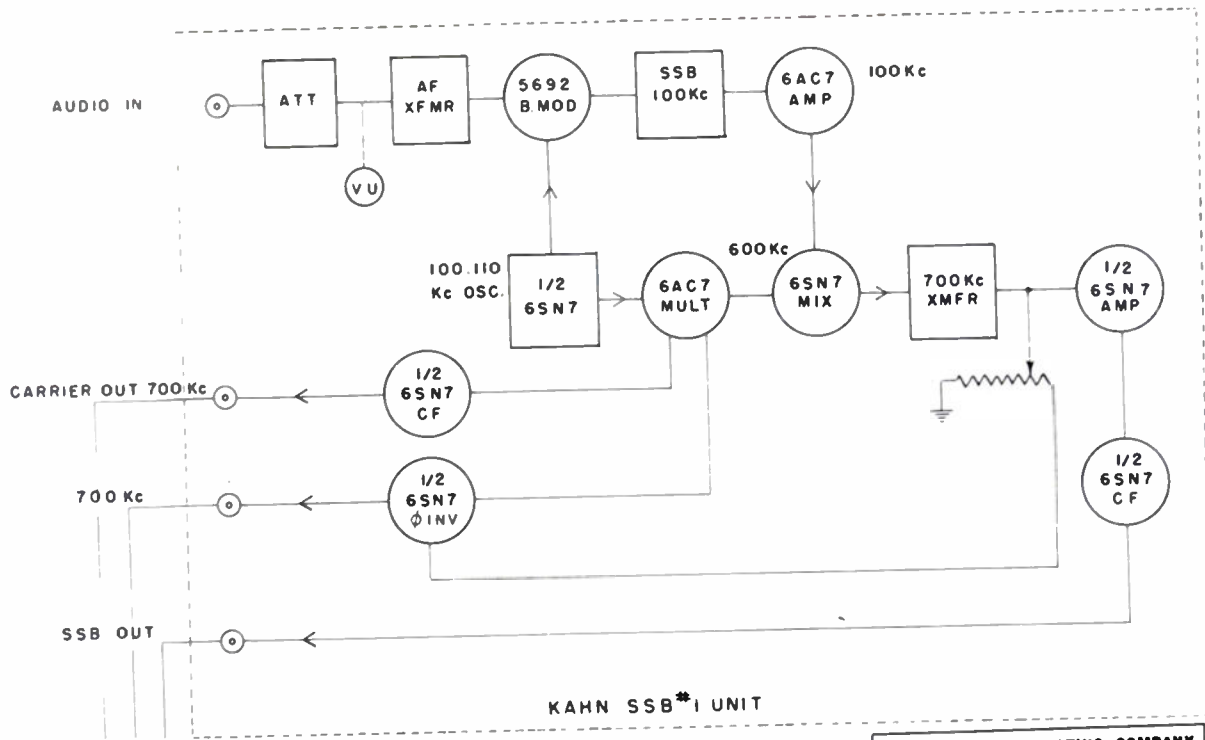 AUDIO IN
ATT
VU
AF
XFMR
5692
B.MOD
SSB
100Kc
6AC7
AMP
100Kc
100.110
Kc OSC.
1/2
6SN7
6AC7
MULT
600Kc
6SN7
MIX
700Kc
XMFR
1/2
6SN7
AMP
CARRIER OUT 700Kc
1/2
6SN7
CF
700Kc
1/2
6SN7
ϕ INV
1/2
6SN7
CF
SSB OUT
KAHN SSB #1 UNIT
COMPANY